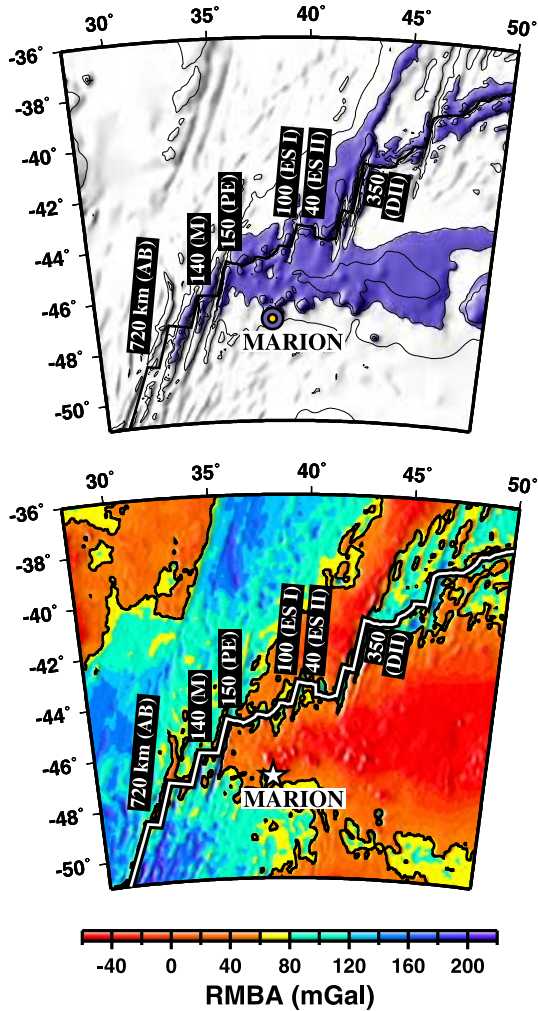 30° 35° 40° 45° 50°
-36°
-38°
-40°
-42°
-44°
-46°
-48°
-50°
720 km (AB)
140 (M)
150 (PE)
100 (ES I)
40 (ES II)
350
(D.II)
MARION
30° 35° 40° 45° 50°
-36°
-38°
-40°
-42°
-44°
-46°
-48°
-50°
720 km (AB)
140 (M)
150 (PE)
100 (ES I)
40 (ES II)
350
(D.II)
MARION
-40 0 40 80 120 160 200
RMBA (mGal)